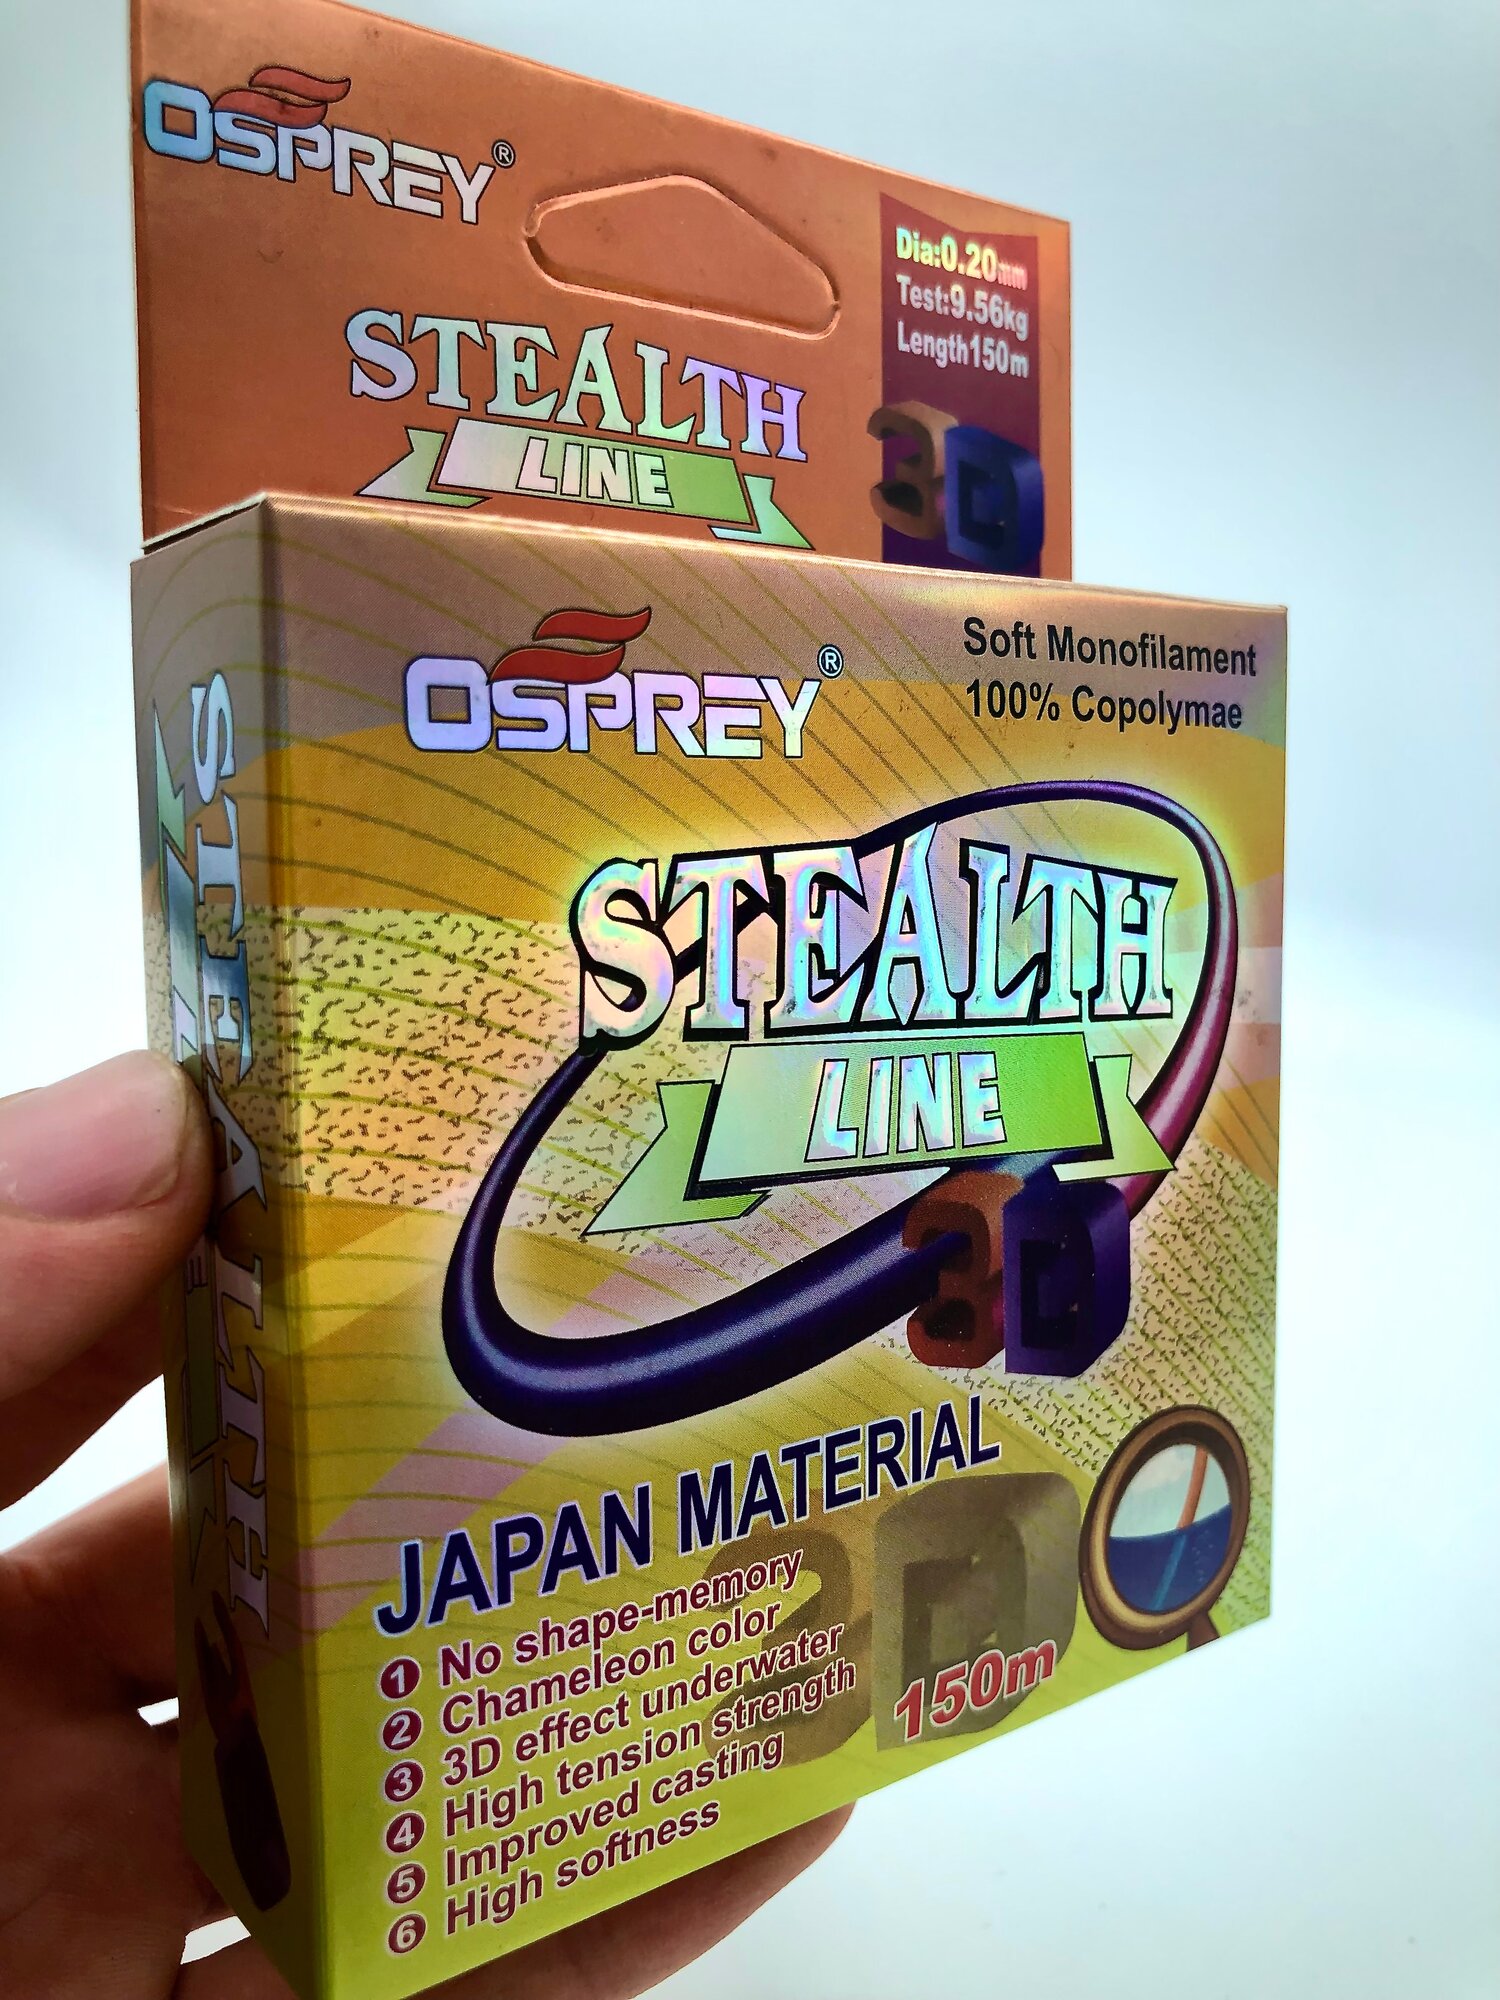 OSPREY®
Dia:0.20mm
Test:9.56kg
Length150m
STEALTH
LINE
3D
OSPREY®
Soft Monofilament
100% Copolymae
STEALTH
LINE
3D
JAPAN MATERIAL
1 No shape-memory
2 Chameleon color
3 3D effect underwater
4 High tension strength
5 Improved casting
6 High softness
3D
150m
STEALTH